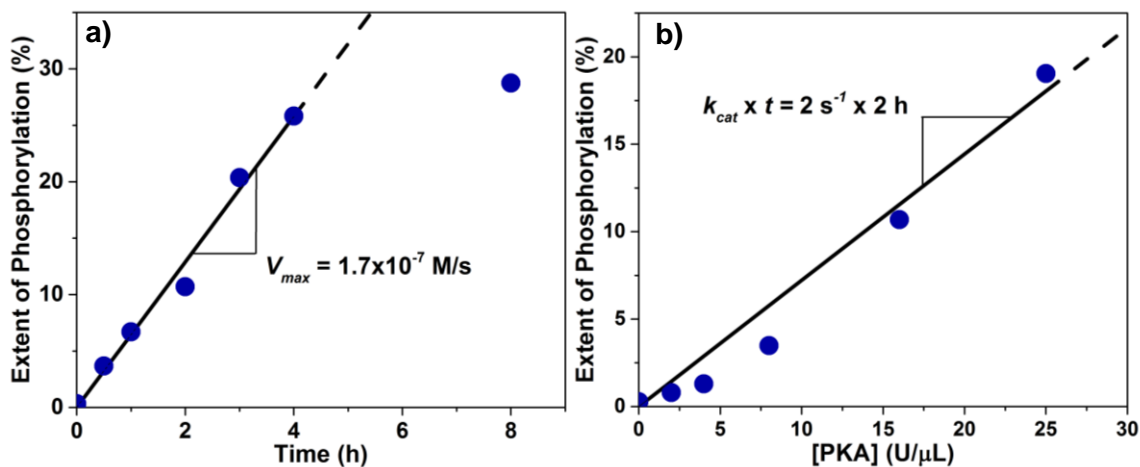 a)
Extent of Phosphorylation (%)
30
20
10
0
V_max = 1.7x10⁻⁷ M/s
0
2
4
6
8
Time (h)
b)
Extent of Phosphorylation (%)
20
15
10
5
0
k_cat x t = 2 s⁻¹ x 2 h
0
5
10
15
20
25
30
[PKA] (U/µL)